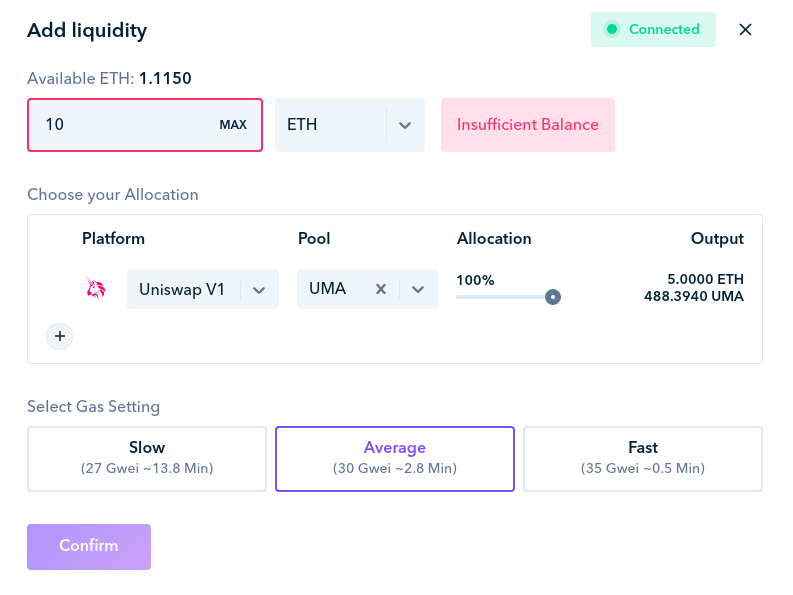 Add liquidity
Connected
Available ETH: 1.1150
10
MAX
ETH
Insufficient Balance
Choose your Allocation
Platform
Pool
Allocation
Output
Uniswap V1
UMA
100%
5.0000 ETH
488.3940 UMA
Select Gas Setting
Slow
(27 Gwei ~13.8 Min)
Average
(30 Gwei ~2.8 Min)
Fast
(35 Gwei ~0.5 Min)
Confirm